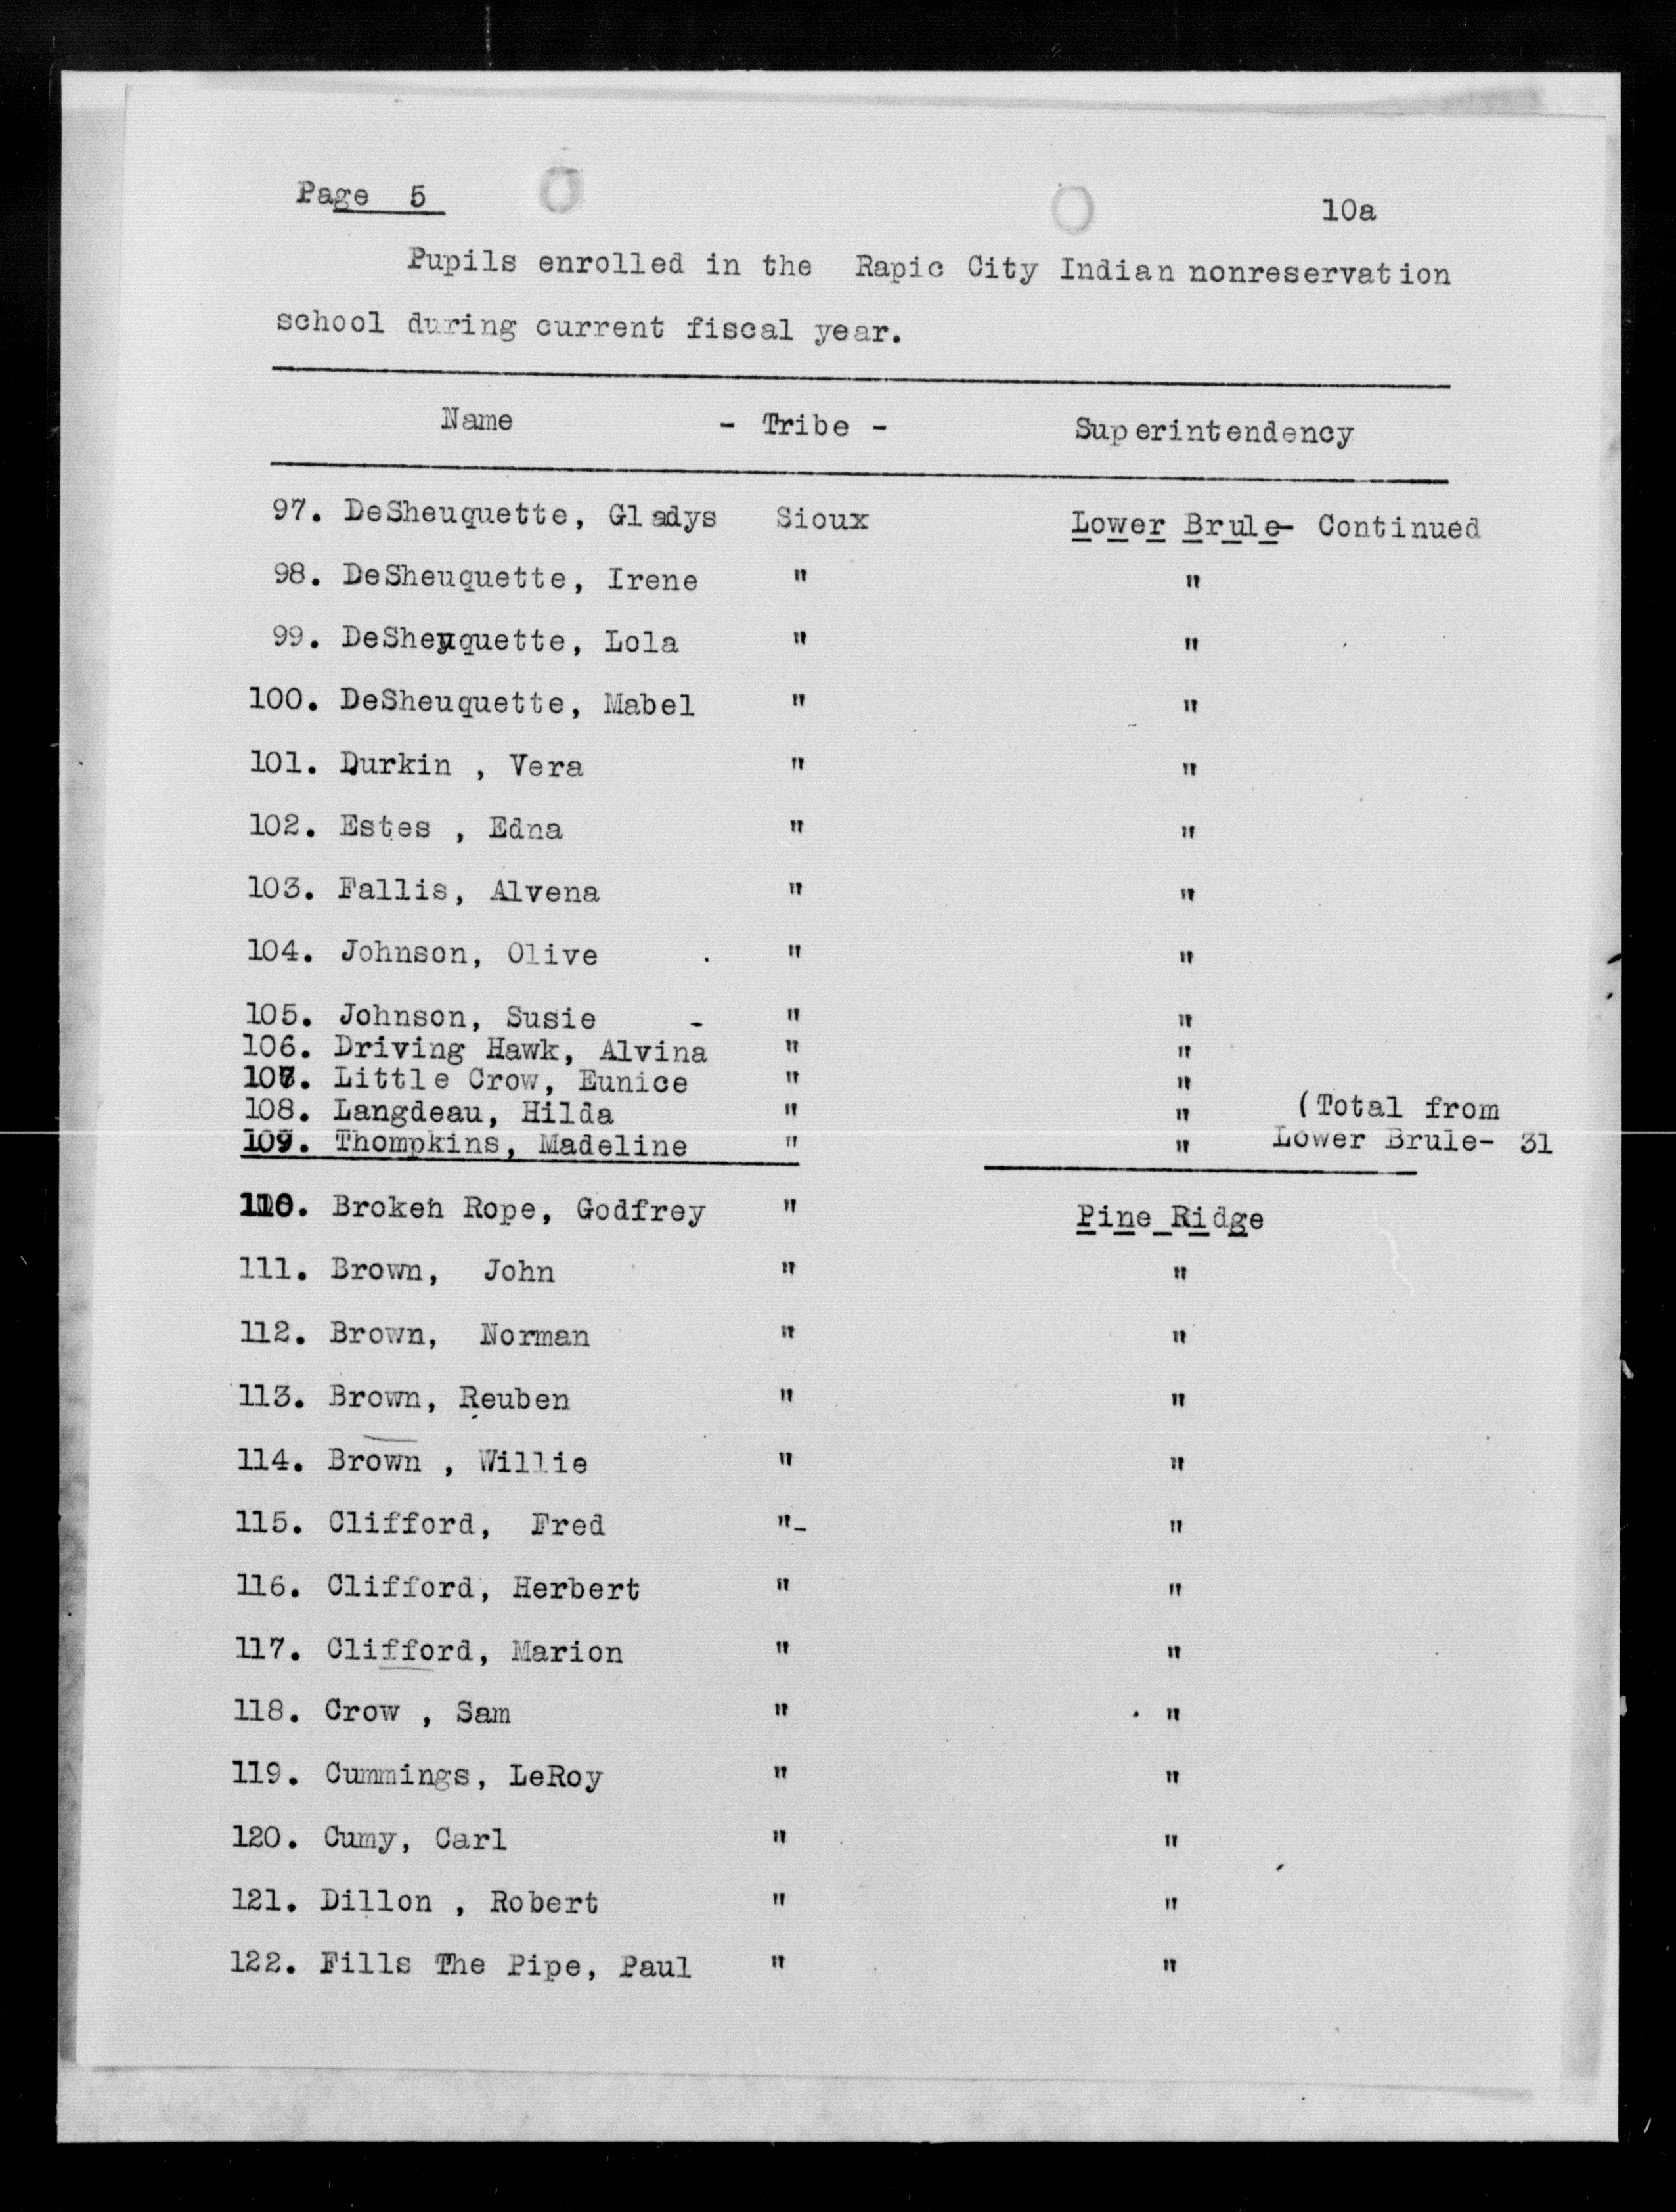 Page 5
10a
Pupils enrolled in the Rapic City Indian nonreservation
school during current fiscal year.
Name - Tribe - Superintendency
97. DeSheuquette, Gladys Sioux Lower Brule- Continued
98. DeSheuquette, Irene " "
99. DeSheuquette, Lola " "
100. DeSheuquette, Mabel " "
101. Durkin , Vera " "
102. Estes , Edna " "
103. Fallis, Alvena " "
104. Johnson, Olive " "
105. Johnson, Susie - " "
106. Driving Hawk, Alvina " "
107. Little Crow, Eunice " "
108. Langdeau, Hilda " " (Total from
109. Thompkins, Madeline " " Lower Brule- 31
110. Broken Rope, Godfrey " Pine Ridge
111. Brown, John " "
112. Brown, Norman " "
113. Brown, Reuben " "
114. Brown , Willie " "
115. Clifford, Fred "- "
116. Clifford, Herbert " "
117. Clifford, Marion " "
118. Crow , Sam " "
119. Cummings, LeRoy " "
120. Cumy, Carl " "
121. Dillon , Robert " "
122. Fills The Pipe, Paul " "